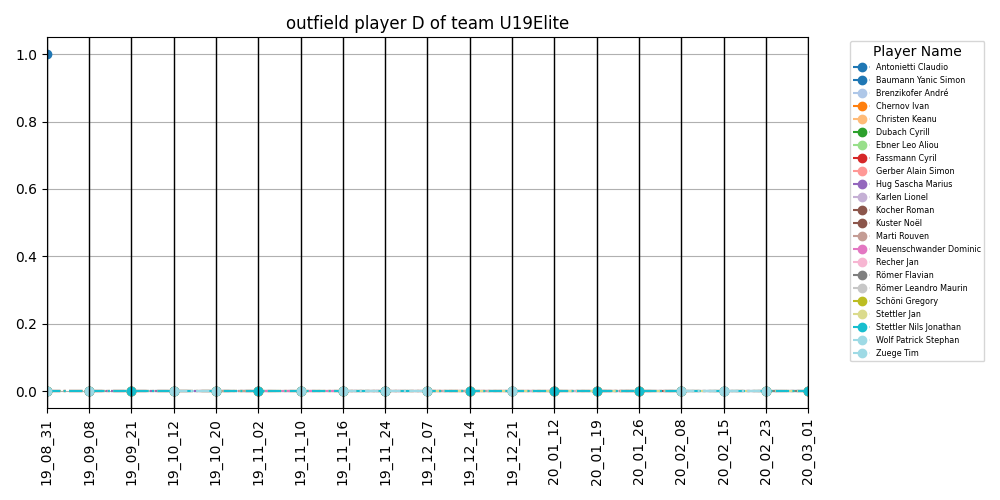 outfield player D of team U19Elite
1.0
0.8
0.6
0.4
0.2
0.0
19_08_31
19_09_08
19_09_21
19_10_12
19_10_20
19_11_02
19_11_10
19_11_16
19_11_24
19_12_07
19_12_14
19_12_21
20_01_12
20_01_19
20_01_26
20_02_08
20_02_15
20_02_23
20_03_01
Player Name
Antonietti Claudio
Baumann Yanic Simon
Brenzikofer André
Chernov Ivan
Christen Keanu
Dubach Cyrill
Ebner Leo Aliou
Fassmann Cyril
Gerber Alain Simon
Hug Sascha Marius
Karlen Lionel
Kocher Roman
Kuster Noël
Marti Rouven
Neuenschwander Dominic
Recher Jan
Römer Flavian
Römer Leandro Maurin
Schöni Gregory
Stettler Jan
Stettler Nils Jonathan
Wolf Patrick Stephan
Zuege Tim